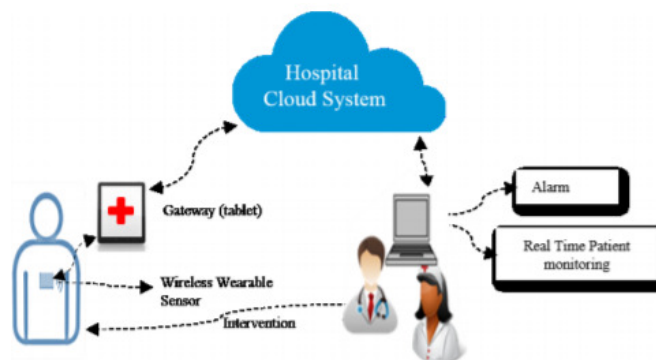 Hospital
Cloud System
Gateway (tablet)
Alarm
Real Time Patient
monitoring
Wireless Wearable
Sensor
Intervention